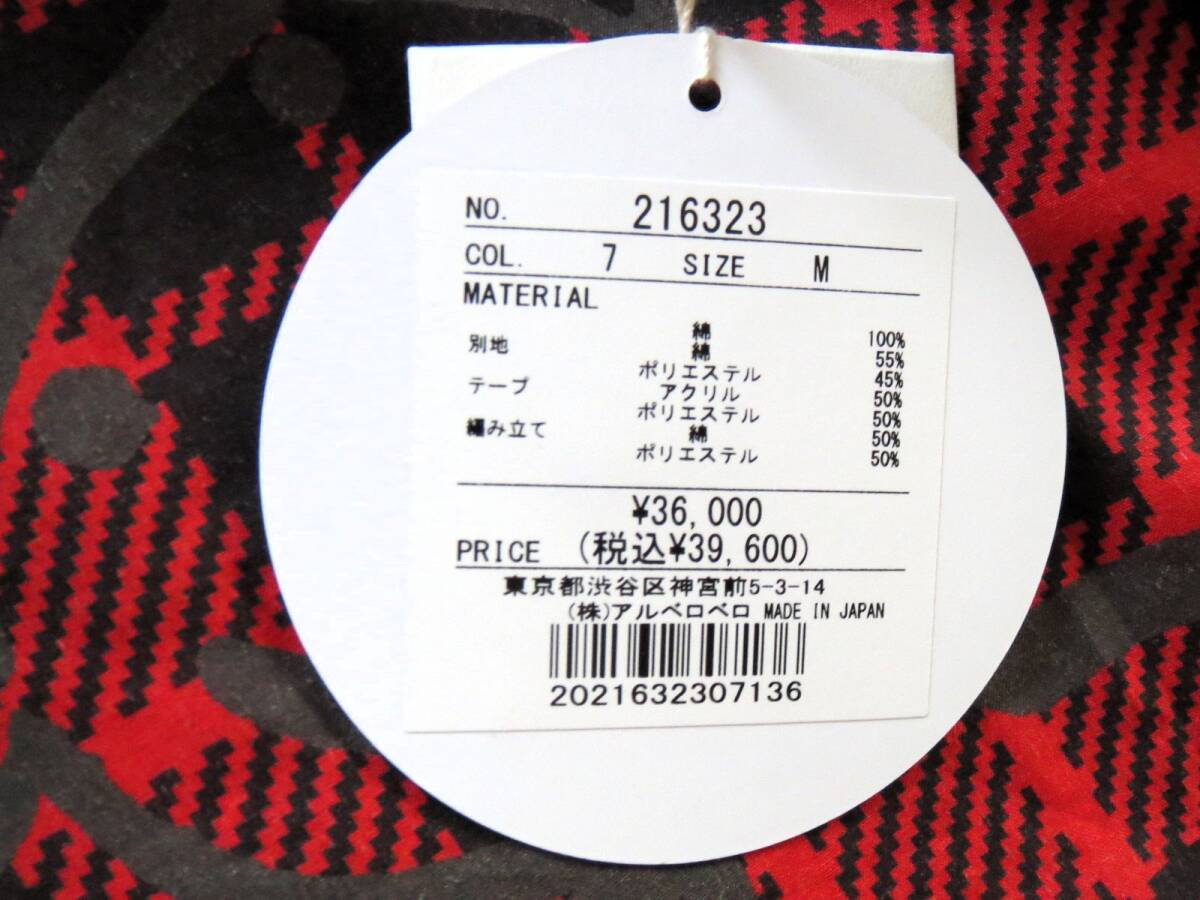 NO. 216323
COL. 7 SIZE M
MATERIAL
綿 100%
別地 綿 55%
ポリエステル 45%
テープ アクリル 50%
ポリエステル 50%
編み立て 綿 50%
ポリエステル 50%
¥36,000
PRICE (税込¥39,600)
東京都渋谷区神宮前5-3-14
(株)アルベロベロ MADE IN JAPAN
2021632307136